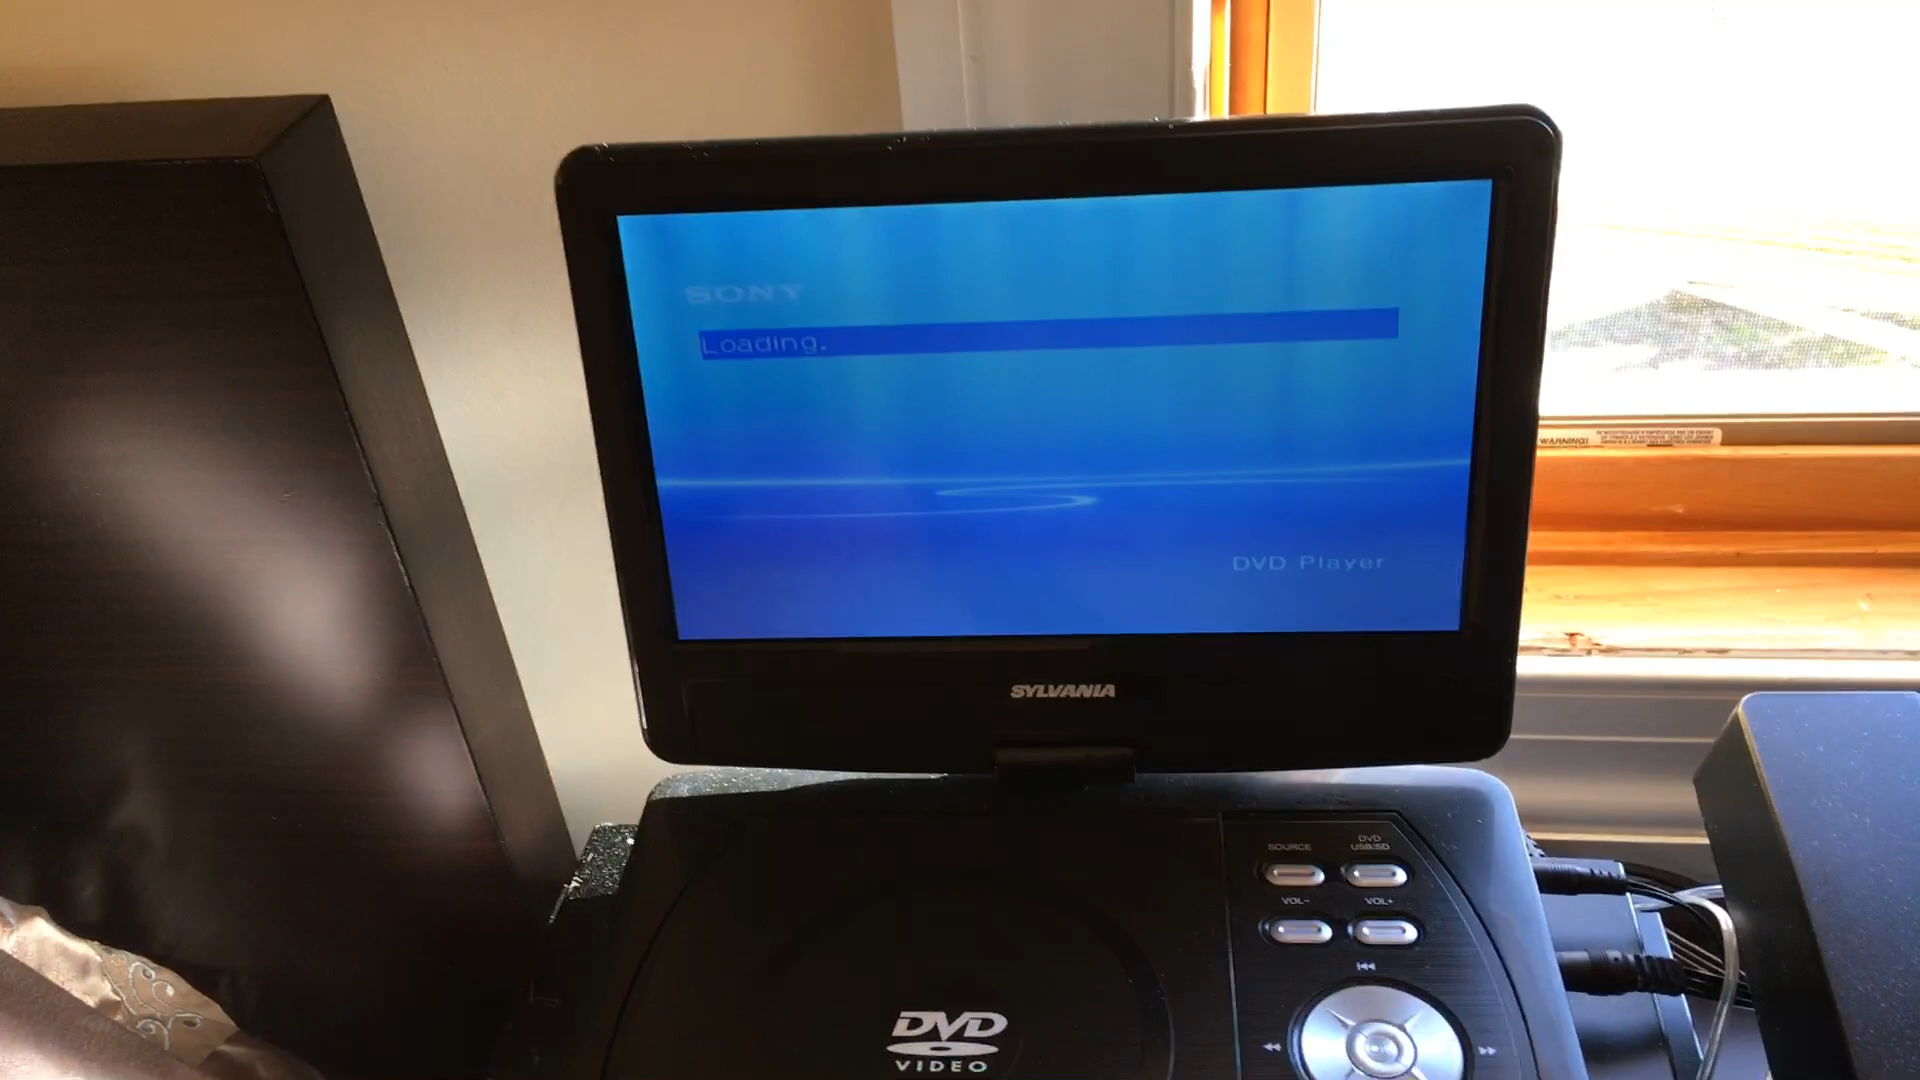 SONY
Loading.
DVD Player
SYLVANIA
WARNING!
SOURCE
DVD
USB/SD
VOL-
VOL+
DVD
VIDEO